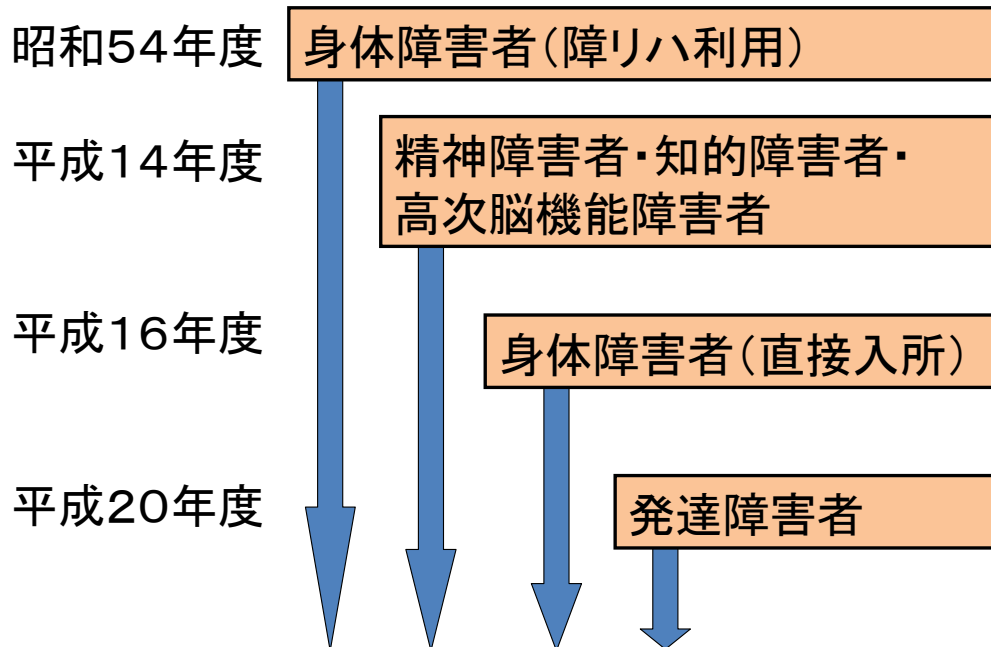 昭和54年度
身体障害者(障リハ利用)
平成14年度
精神障害者・知的障害者・
高次脳機能障害者
平成16年度
身体障害者(直接入所)
平成20年度
発達障害者